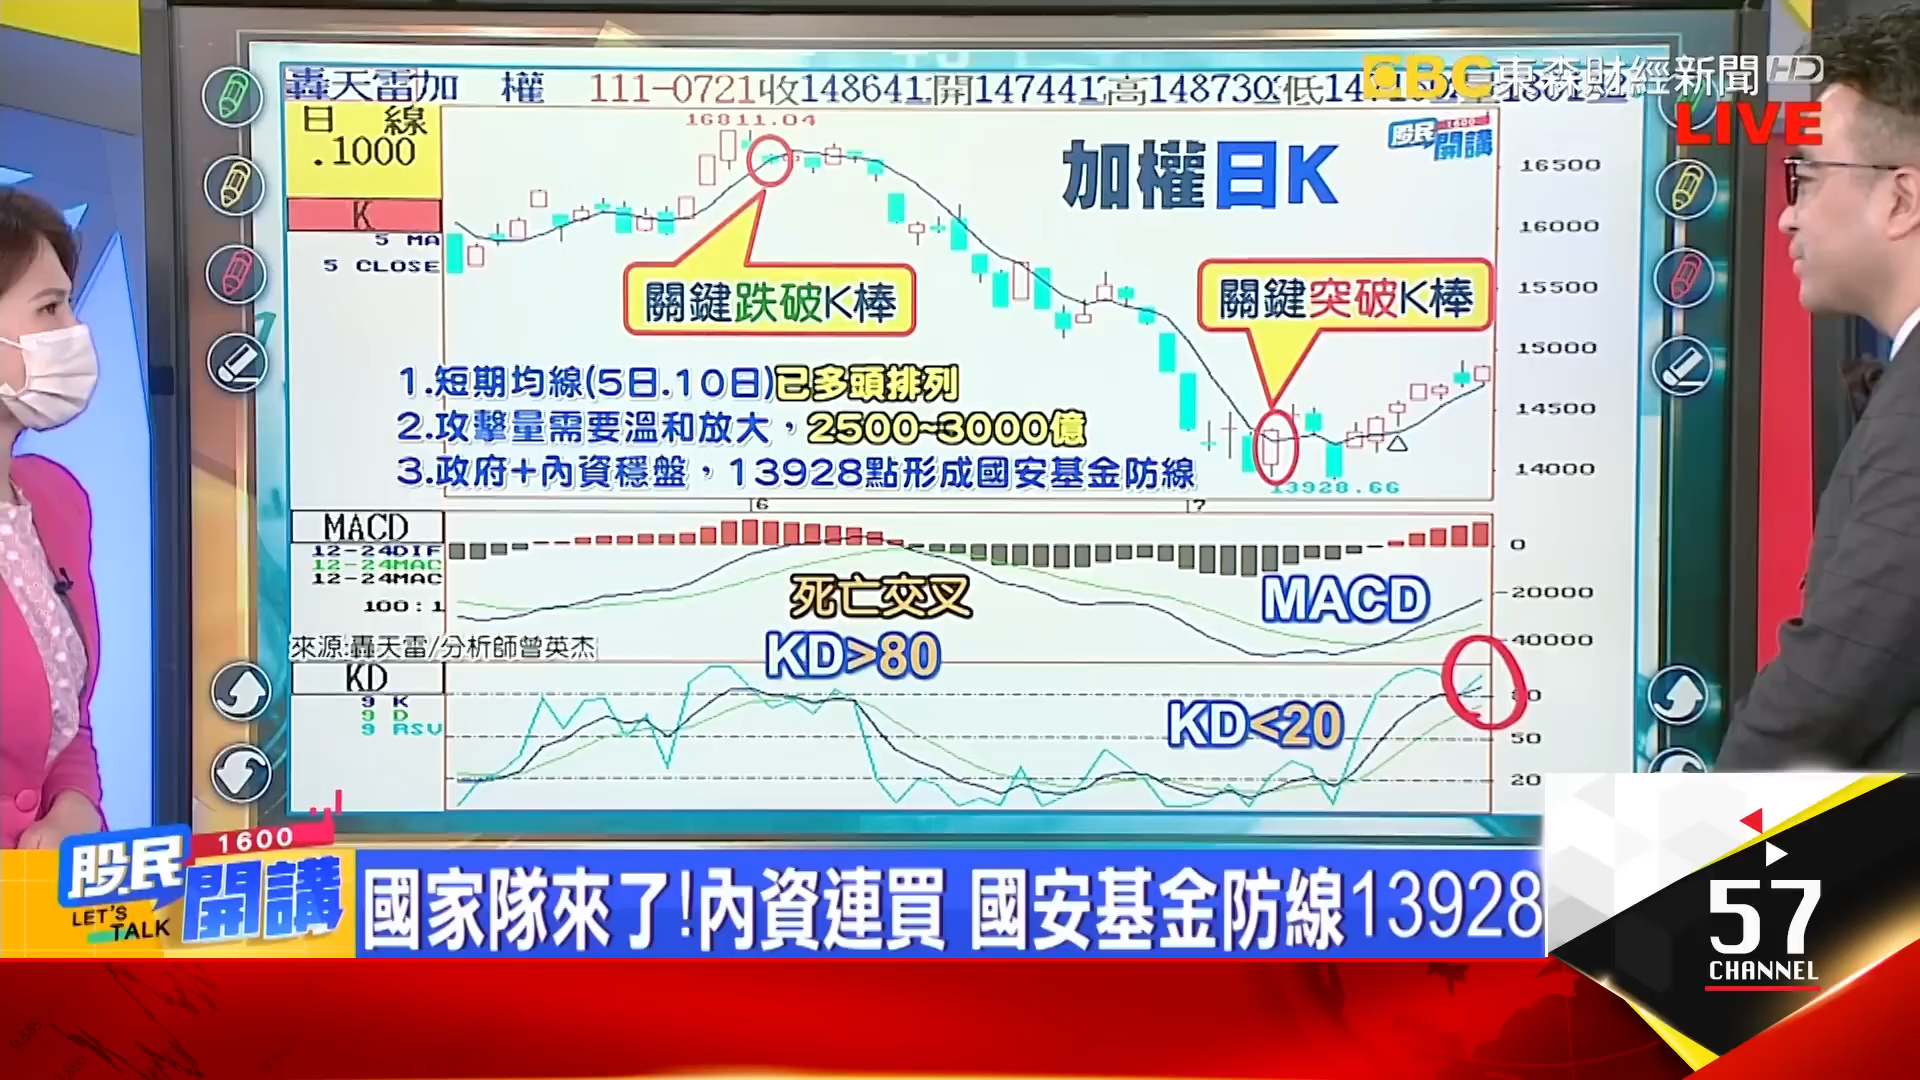 轟天雷加 權 111-0721收148641開14744高14873低
EBC東森財經新聞HD
LIVE
日 線
.1000
K
5 MA
5 CLOSE
16811.04
加權日K
股民
1600
開講
16500
16000
15500
15000
14500
14000
關鍵跌破K棒
關鍵突破K棒
1.短期均線(5日.10日)已多頭排列
2.攻擊量需要溫和放大，2500~3000億
3.政府+內資穩盤，13928點形成國安基金防線
13928.66
6
7
MACD
12-24DIF
12-24MAC
12-24MAC
100:1
0
-20000
-40000
死亡交叉
MACD
來源:轟天雷/分析師曾英杰
KD>80
KD
9 K
9 D
9 RSV
KD<20
80
50
20
股民
1600
開講
LET'S TALK
國家隊來了!內資連買 國安基金防線13928
57
CHANNEL